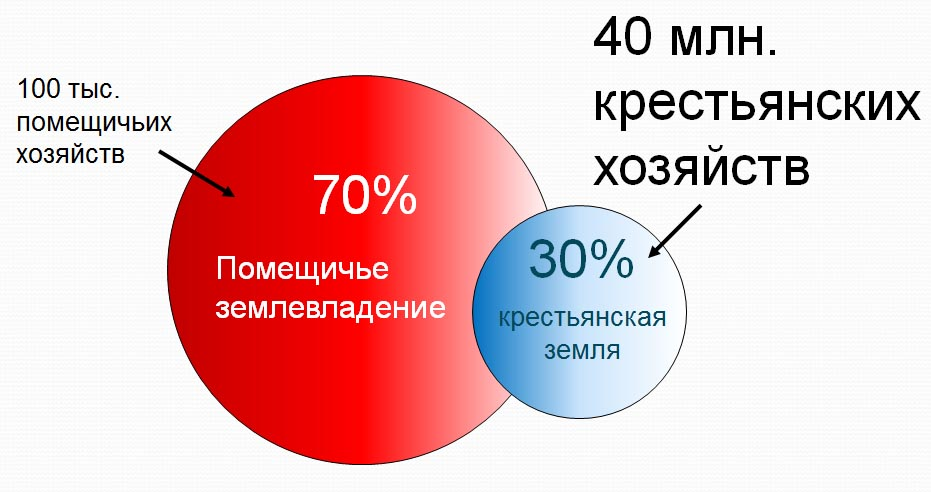 100 тыс.
помещичьих
хозяйств
70%
Помещичье
землевладение
40 млн.
крестьянских
хозяйств
30%
крестьянская
земля